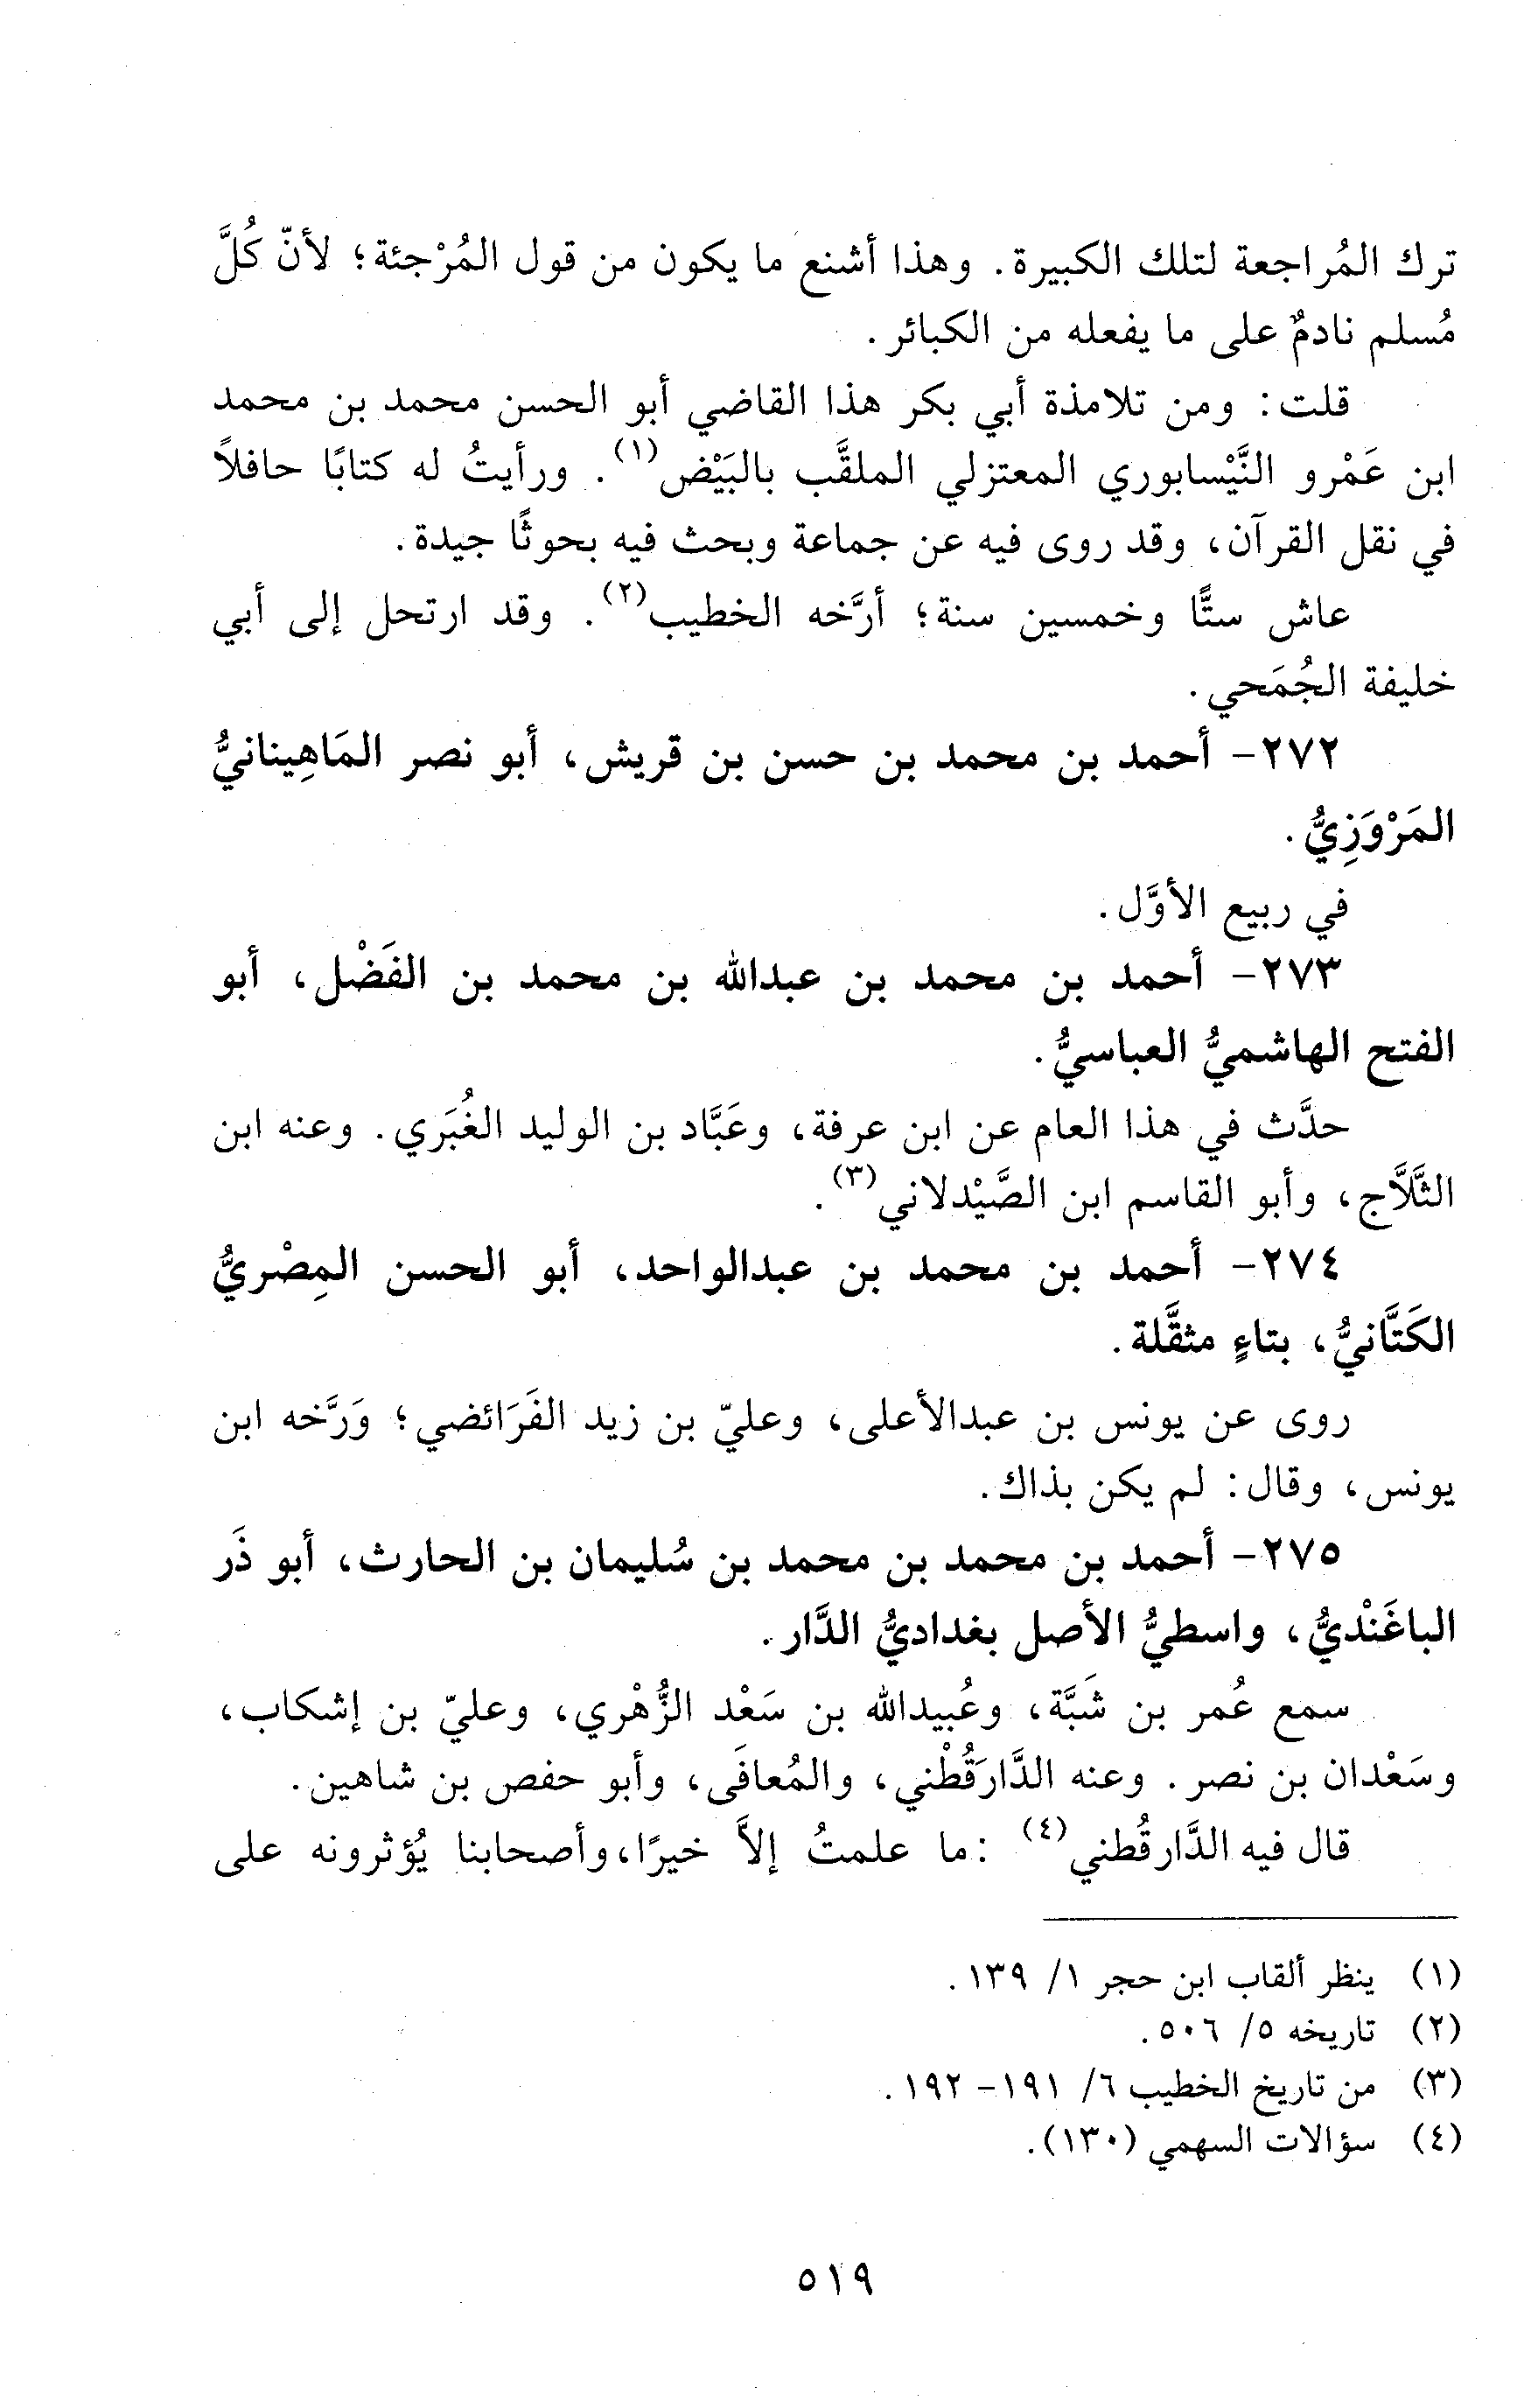 ترك المُراجعة لتلك الكبيرة. وهذا أشنع ما يكون من قول المُرْجئة؛ لأنّ كُلَّ
مُسلم نادمٌ على ما يفعله من الكبائر.
قلت: ومن تلامذة أبي بكر هذا القاضي أبو الحسن محمد بن محمد
ابن عَمْرو النَّيْسابوري المعتزلي الملقَّب بالبَيْض(١). ورأيتُ له كتابًا حافلاً
في نقل القرآن، وقد روى فيه عن جماعة وبحث فيه بحوثًا جيدة.
عاش ستًّا وخمسين سنة؛ أرَّخه الخطيب(٢). وقد ارتحل إلى أبي
خليفة الجُمَحي.
٢٧٢- أحمد بن محمد بن حسن بن قريش، أبو نصر المَاهِينانيُّ
المَرْوَزِيُّ.
في ربيع الأوَّل.
٢٧٣- أحمد بن محمد بن عبدالله بن محمد بن الفَضْل، أبو
الفتح الهاشميُّ العباسيُّ.
حدَّث في هذا العام عن ابن عرفة، وعَبَّاد بن الوليد الغُبَري. وعنه ابن
الثَّلاَّج، وأبو القاسم ابن الصَّيْدلاني(٣).
٢٧٤- أحمد بن محمد بن عبدالواحد، أبو الحسن المِصْريُّ
الكَتَّانيُّ، بتاءٍ مثقَّلة.
روى عن يونس بن عبدالأعلى، وعليّ بن زيد الفَرَائضي؛ وَرَّخه ابن
يونس، وقال: لم يكن بذاك.
٢٧٥- أحمد بن محمد بن محمد بن سُليمان بن الحارث، أبو ذَر
الباغَنْديُّ، واسطيُّ الأصل بغداديُّ الدَّار.
سمع عُمر بن شَبَّة، وعُبيدالله بن سَعْد الزُّهْري، وعليّ بن إشكاب،
وسَعْدان بن نصر. وعنه الدَّارَقُطْني، والمُعافَى، وأبو حفص بن شاهين.
قال فيه الدَّارقُطني(٤): ما علمتُ إلاَّ خيرًا، وأصحابنا يُؤثرونه على
(١) ينظر ألقاب ابن حجر ١/ ١٣٩.
(٢) تاريخه ٥/ ٥٠٦.
(٣) من تاريخ الخطيب ٦/ ١٩١- ١٩٢.
(٤) سؤالات السهمي (١٣٠).
٥١٩